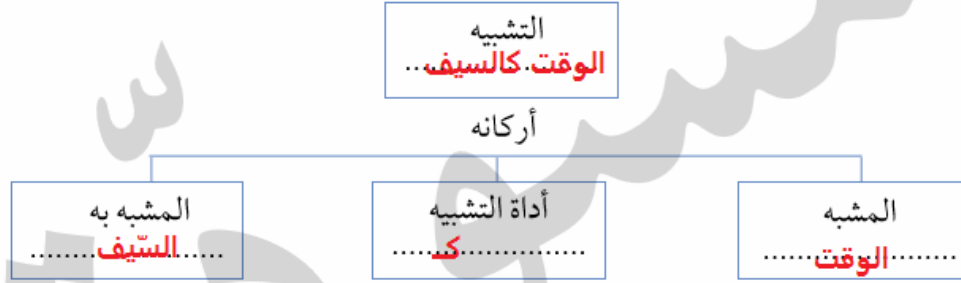 التشبيه
الوقت كالسيف
أركانه
المشبه
الوقت
أداة التشبيه
كـ
المشبه به
السّيف